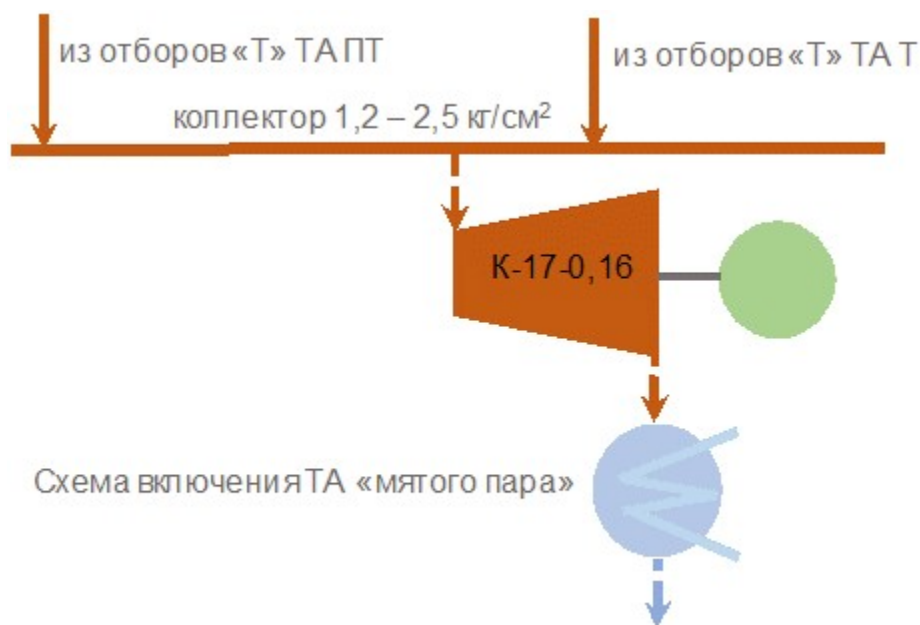 из отборов «Т» ТА ПТ
из отборов «Т» ТА Т
коллектор 1,2 – 2,5 кг/см²
К-17-0,16
Схема включения ТА «мятого пара»